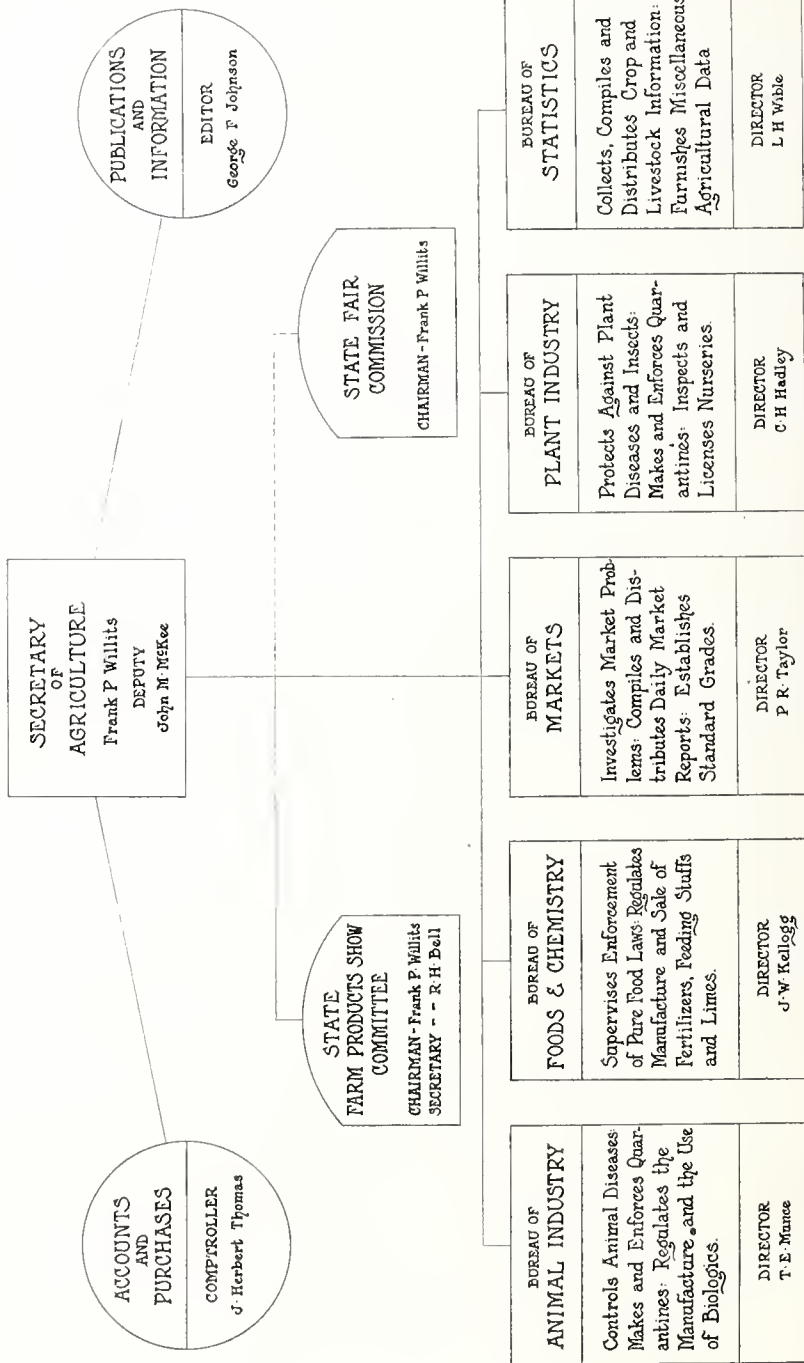 SECRETARY
OF
AGRICULTURE
Frank P Willits
DEPUTY
John M. McKee
ACCOUNTS
AND
PURCHASES
COMPTROLLER
J. Herbert Thomas
PUBLICATIONS
AND
INFORMATION
EDITOR
George F Johnson
STATE
FARM PRODUCTS SHOW
COMMITTEE
CHAIRMAN - Frank P. Willits
SECRETARY - - R. H. Bell
STATE FAIR
COMMISSION
CHAIRMAN - Frank P Willits
BUREAU OF
ANIMAL INDUSTRY
Controls Animal Diseases:
Makes and Enforces Quar-
antines: Regulates the
Manufacture and the Use
of Biologics.
DIRECTOR
T. E. Munce
BUREAU OF
FOODS & CHEMISTRY
Supervises Enforcement
of Pure Food Laws: Regulates
Manufacture and Sale of
Fertilizers, Feeding Stuffs
and Limes.
DIRECTOR
J. W. Kellogg
BUREAU OF
MARKETS
Investigates Market Prob-
lems: Compiles and Dis-
tributes Daily Market
Reports: Establishes
Standard Grades.
DIRECTOR
P R. Taylor
BUREAU OF
PLANT INDUSTRY
Protects Against Plant
Diseases and Insects:
Makes and Enforces Quar-
antines: Inspects and
Licenses Nurseries.
DIRECTOR
C. H Hadley
BUREAU OF
STATISTICS
Collects, Compiles and
Distributes Crop and
Livestock Information:
Furnishes Miscellaneous
Agricultural Data
DIRECTOR
L H Wible